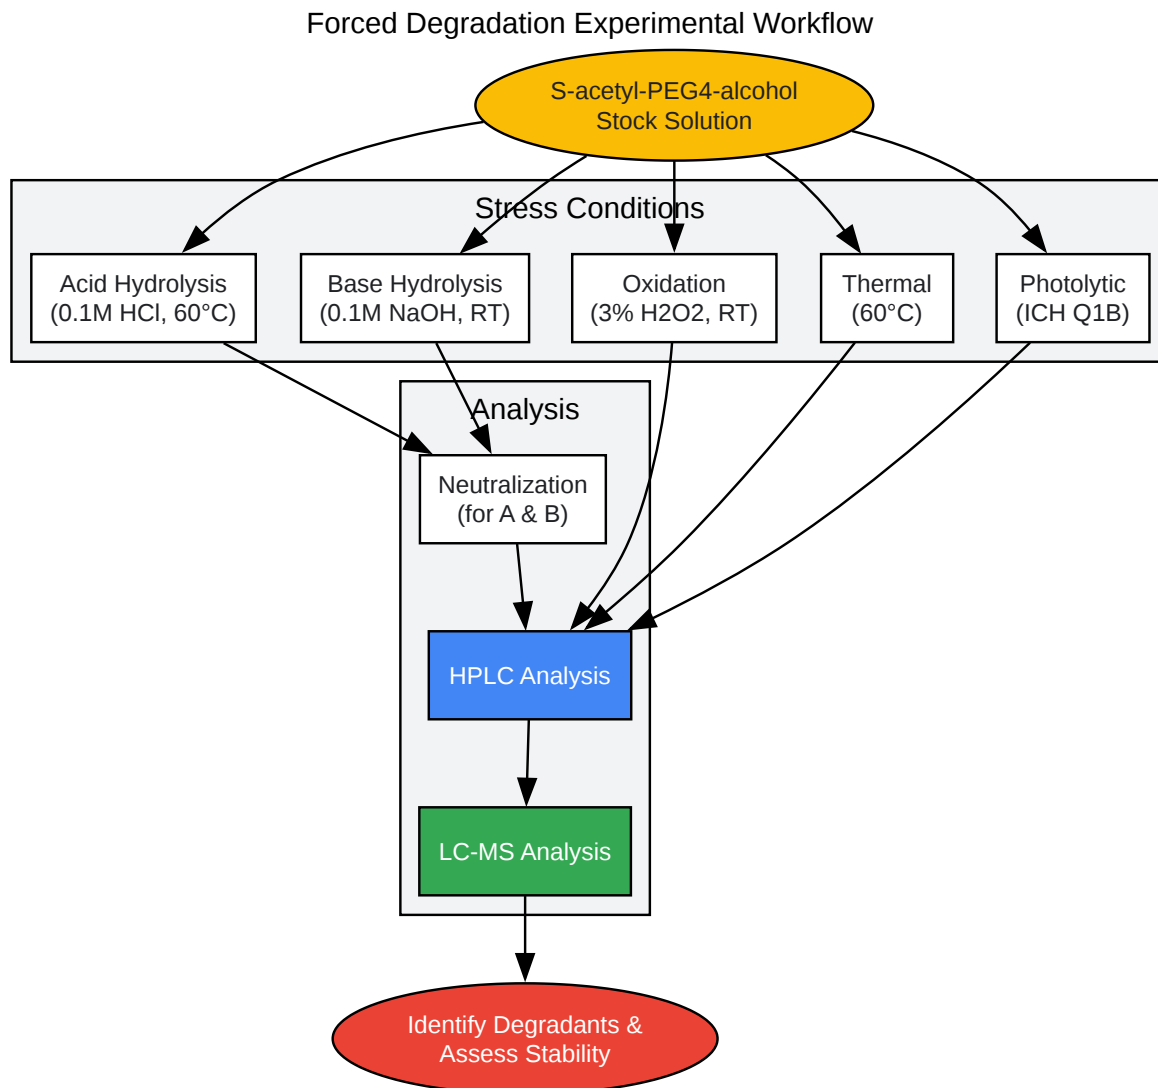 Forced Degradation Experimental Workflow
S-acetyl-PEG4-alcohol
Stock Solution
Stress Conditions
Acid Hydrolysis
(0.1M HCl, 60°C)
Base Hydrolysis
(0.1M NaOH, RT)
Oxidation
(3% H2O2, RT)
Thermal
(60°C)
Photolytic
(ICH Q1B)
Analysis
Neutralization
(for A & B)
HPLC Analysis
LC-MS Analysis
Identify Degradants &
Assess Stability